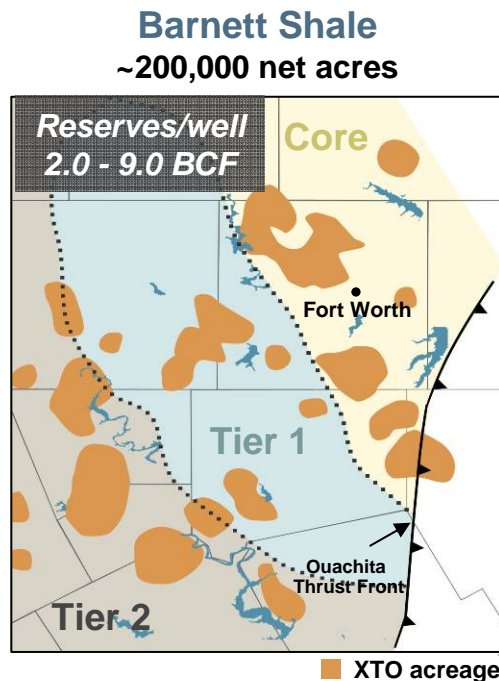 Barnett Shale
~200,000 net acres
Reserves/well
2.0 - 9.0 BCF
Core
Fort Worth
Tier 1
Ouachita
Thrust Front
Tier 2
XTO acreage